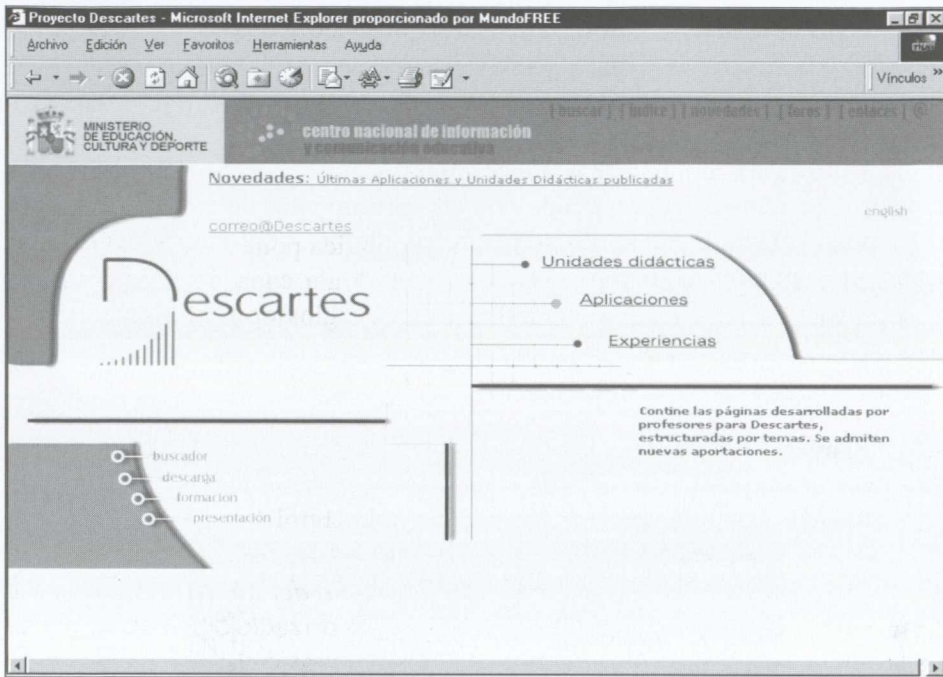 Proyecto Descartes - Microsoft Internet Explorer proporcionado por MundoFREE
Archivo Edición Ver Favoritos Herramientas Ayuda
Vínculos »
MINISTERIO
DE EDUCACIÓN,
CULTURA Y DEPORTE
[ buscar ] [ índice ] [ novedades ] [ foros ] [ enlaces ] @
centro nacional de información
y comunicación educativa
Novedades: Últimas Aplicaciones y Unidades Didácticas publicadas
english
correo@Descartes
Descartes
Unidades didácticas
Aplicaciones
Experiencias
Contine las páginas desarrolladas por
profesores para Descartes,
estructuradas por temas. Se admiten
nuevas aportaciones.
buscador
descarga
formacion
presentación